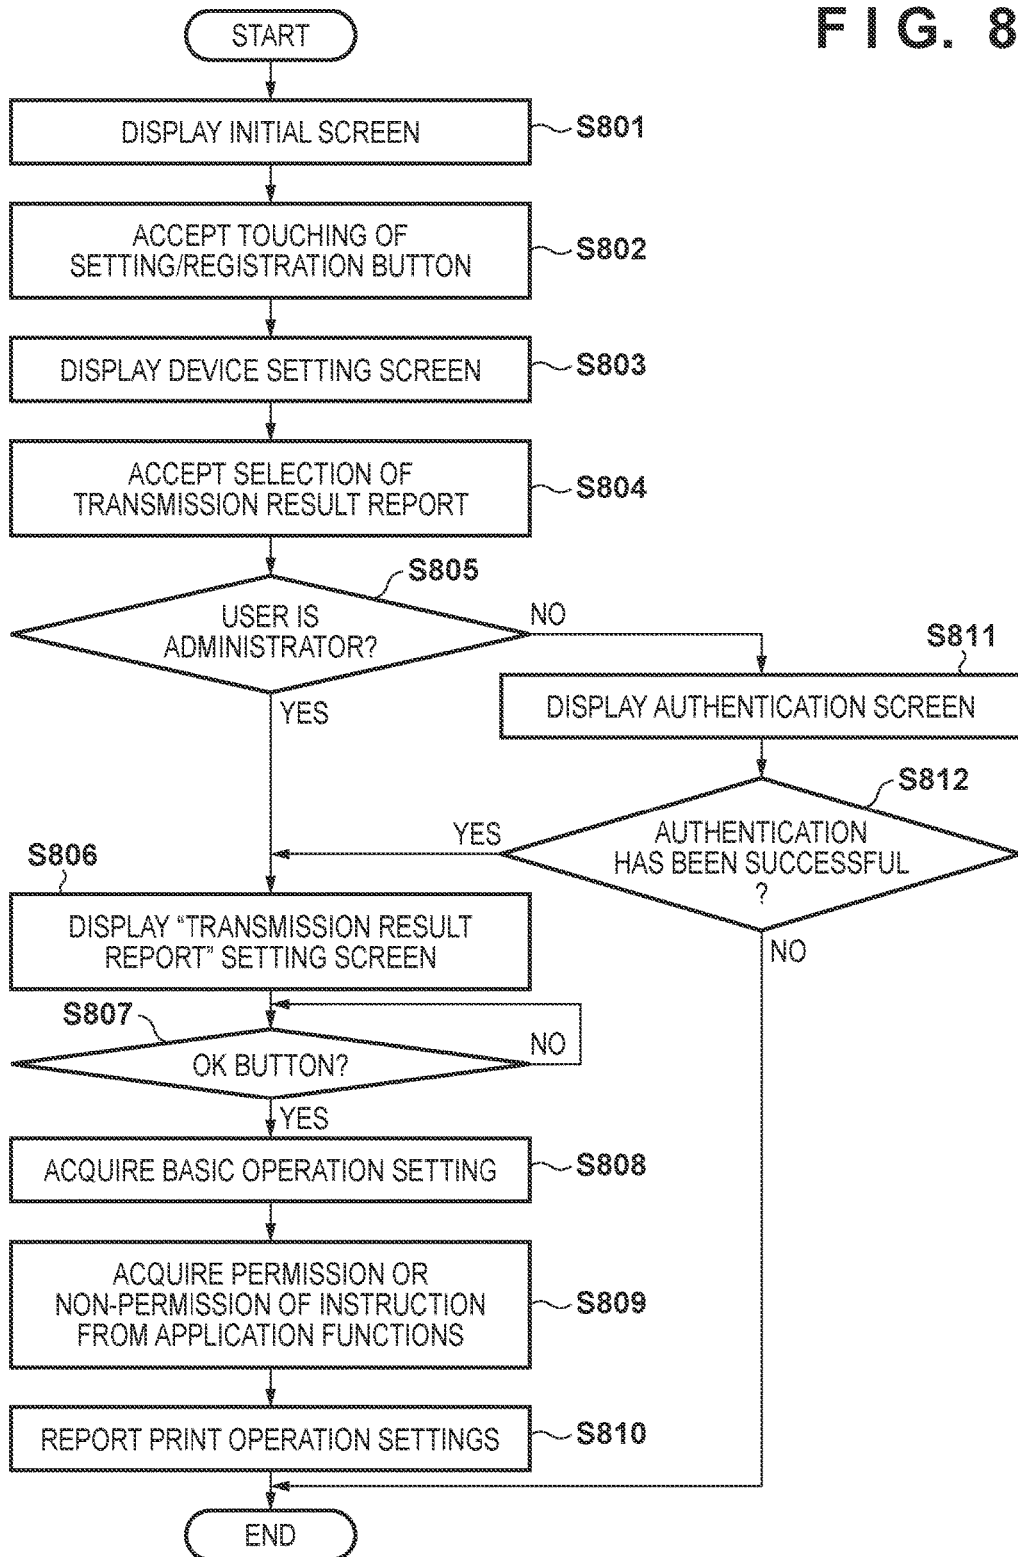 FIG. 8
START
DISPLAY INITIAL SCREEN
S801
ACCEPT TOUCHING OF
SETTING/REGISTRATION BUTTON
S802
DISPLAY DEVICE SETTING SCREEN
S803
ACCEPT SELECTION OF
TRANSMISSION RESULT REPORT
S804
S805
USER IS
ADMINISTRATOR?
NO
YES
S811
DISPLAY AUTHENTICATION SCREEN
S812
AUTHENTICATION
HAS BEEN SUCCESSFUL
?
YES
NO
S806
DISPLAY “TRANSMISSION RESULT
REPORT” SETTING SCREEN
S807
OK BUTTON?
NO
YES
ACQUIRE BASIC OPERATION SETTING
S808
ACQUIRE PERMISSION OR
NON-PERMISSION OF INSTRUCTION
FROM APPLICATION FUNCTIONS
S809
REPORT PRINT OPERATION SETTINGS
S810
END